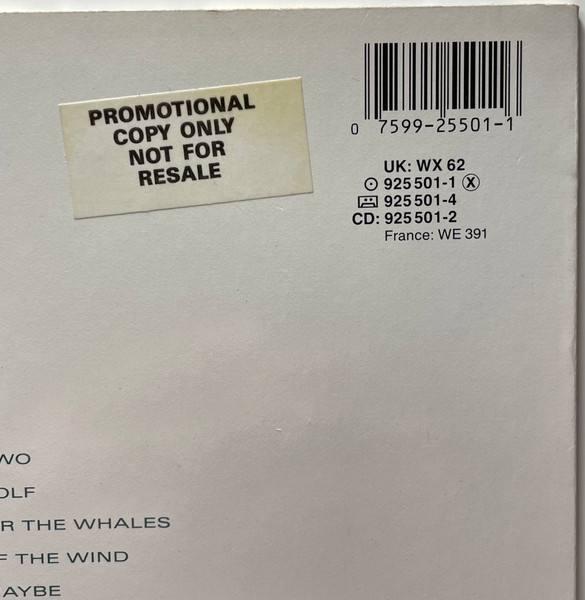 PROMOTIONAL
COPY ONLY
NOT FOR
RESALE
0 7599-25501-1
UK: WX 62
925 501-1 Ⓧ
925 501-4
CD: 925 501-2
France: WE 391
WO
OLF
R THE WHALES
F THE WIND
AYBE